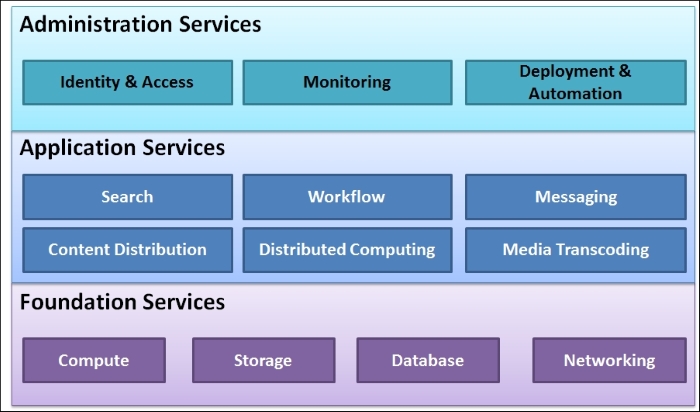 Administration Services
Identity & Access
Monitoring
Deployment &
Automation
Application Services
Search
Workflow
Messaging
Content Distribution
Distributed Computing
Media Transcoding
Foundation Services
Compute
Storage
Database
Networking